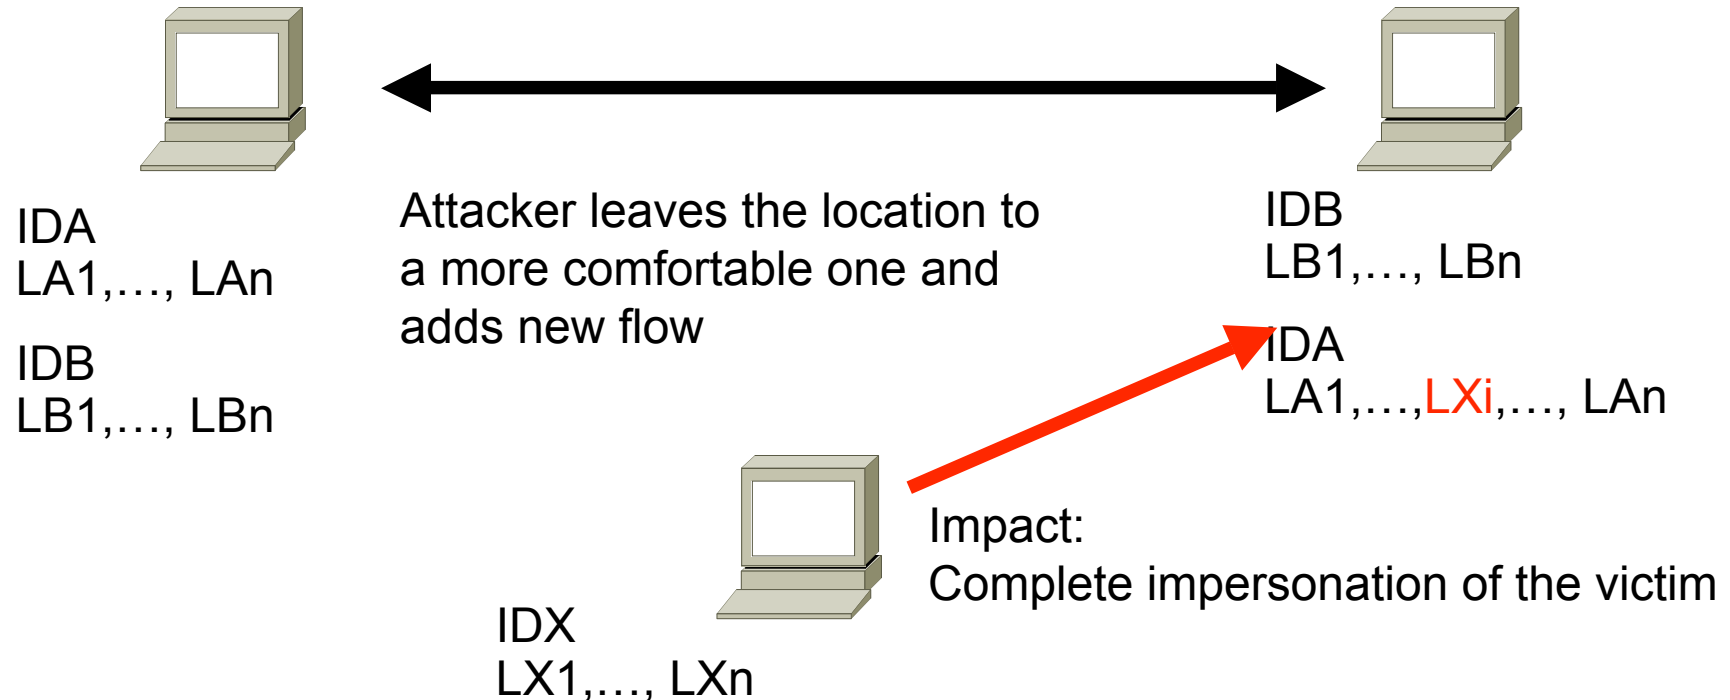 IDA
LA1,…, LAn
IDB
LB1,…, LBn
Attacker leaves the location to
a more comfortable one and
adds new flow
IDB
LB1,…, LBn
IDA
LA1,…,LXi,…, LAn
Impact:
Complete impersonation of the victim
IDX
LX1,…, LXn